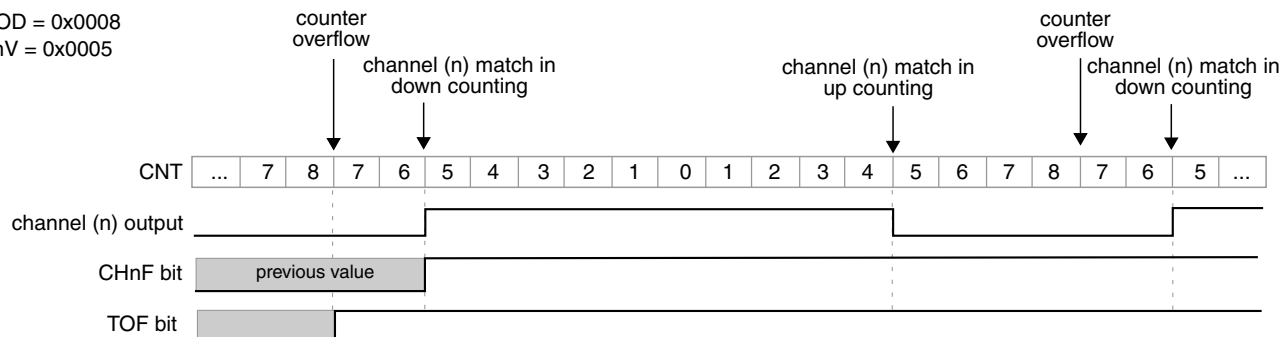 OD = 0x0008
nV = 0x0005
counter
overflow
channel (n) match in
down counting
channel (n) match in
up counting
counter
overflow
channel (n) match in
down counting
CNT ... 7 8 7 6 5 4 3 2 1 0 1 2 3 4 5 6 7 8 7 6 5 ...
channel (n) output
CHnF bit previous value
TOF bit